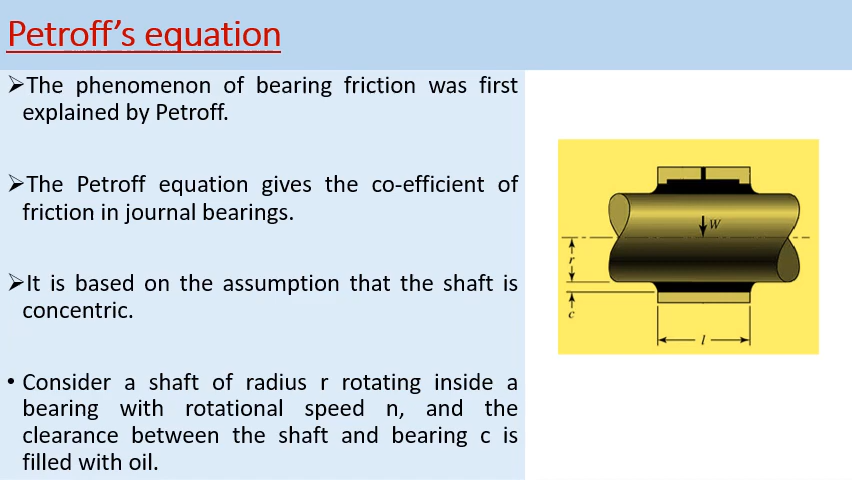 Petroff's equation
➢The phenomenon of bearing friction was first
explained by Petroff.
➢The Petroff equation gives the co-efficient of
friction in journal bearings.
➢It is based on the assumption that the shaft is
concentric.
• Consider a shaft of radius r rotating inside a
bearing with rotational speed n, and the
clearance between the shaft and bearing c is
filled with oil.
W
r
c
l